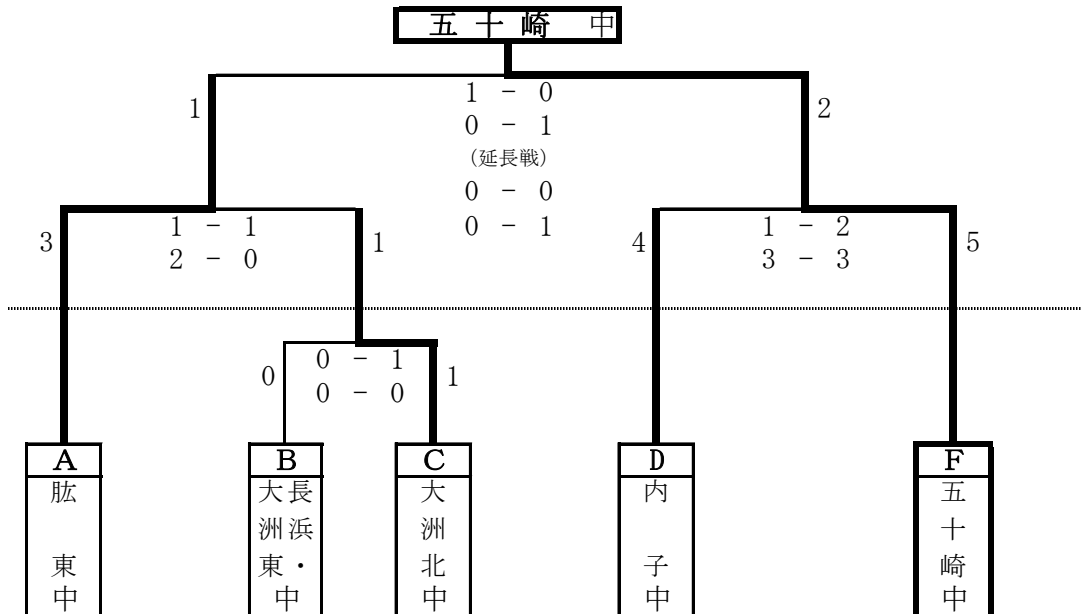 五十崎 中
1
1 - 0
2
0 - 1
(延長戦)
0 - 0
0 - 1
3
1 - 1
2 - 0
1
4
1 - 2
3 - 3
5
0
0 - 1
0 - 0
1
A
肱東中
B
長浜・
大洲東中
C
大洲北中
D
内子中
F
五十崎中